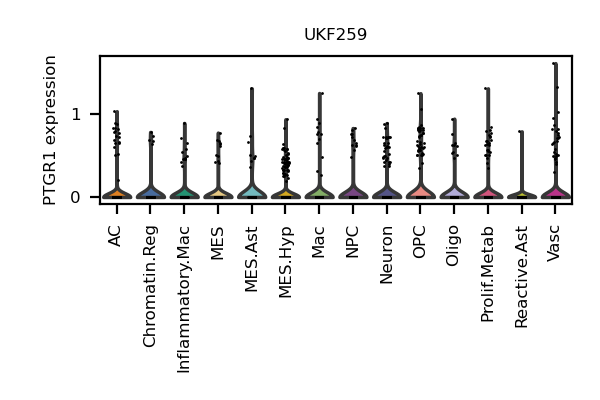 UKF259
PTGR1 expression
1
0
AC
Chromatin.Reg
Inflammatory.Mac
MES
MES.Ast
MES.Hyp
Mac
NPC
Neuron
OPC
Oligo
Prolif.Metab
Reactive.Ast
Vasc